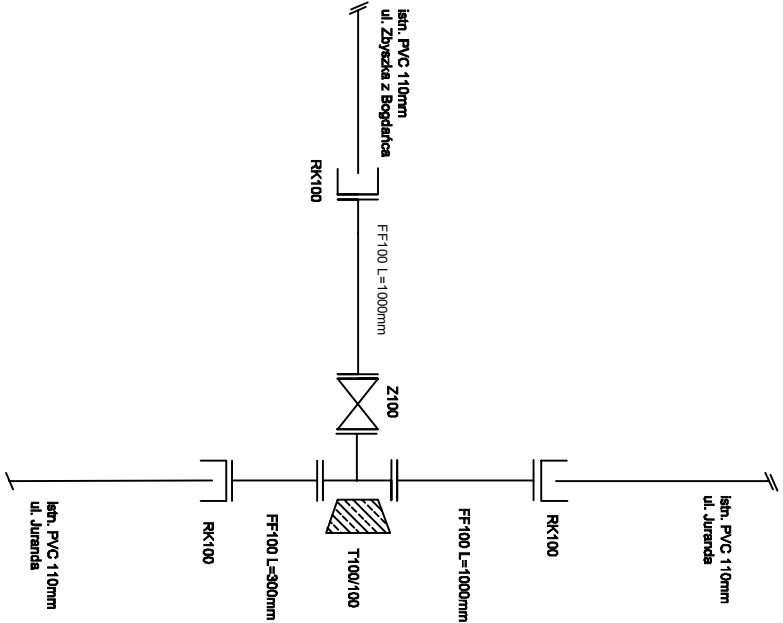 istn. PVC 110mm
ul. Zbyszka z Bogdańca
RK100
FF100 L=1000mm
Z100
istn. PVC 110mm
ul. Juranda
RK100
FF100 L=300mm
T100/100
FF100 L=1000mm
RK100
istn. PVC 110mm
ul. Juranda